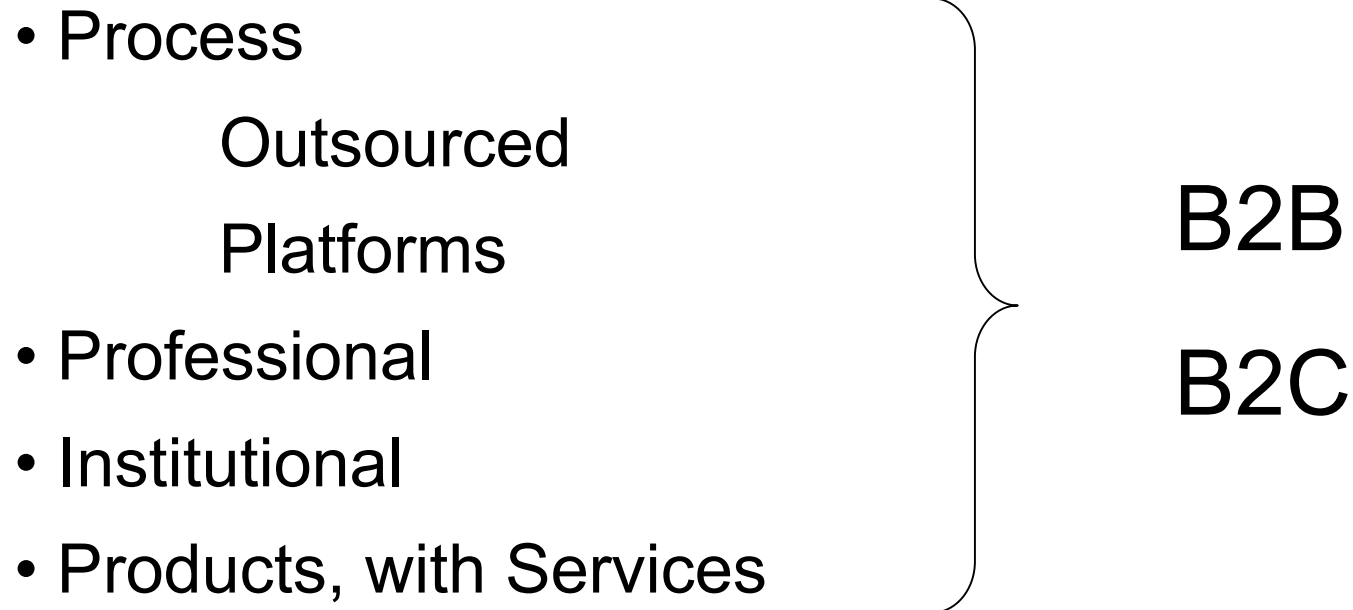 • Process
Outsourced
Platforms
• Professional
• Institutional
• Products, with Services
B2B
B2C